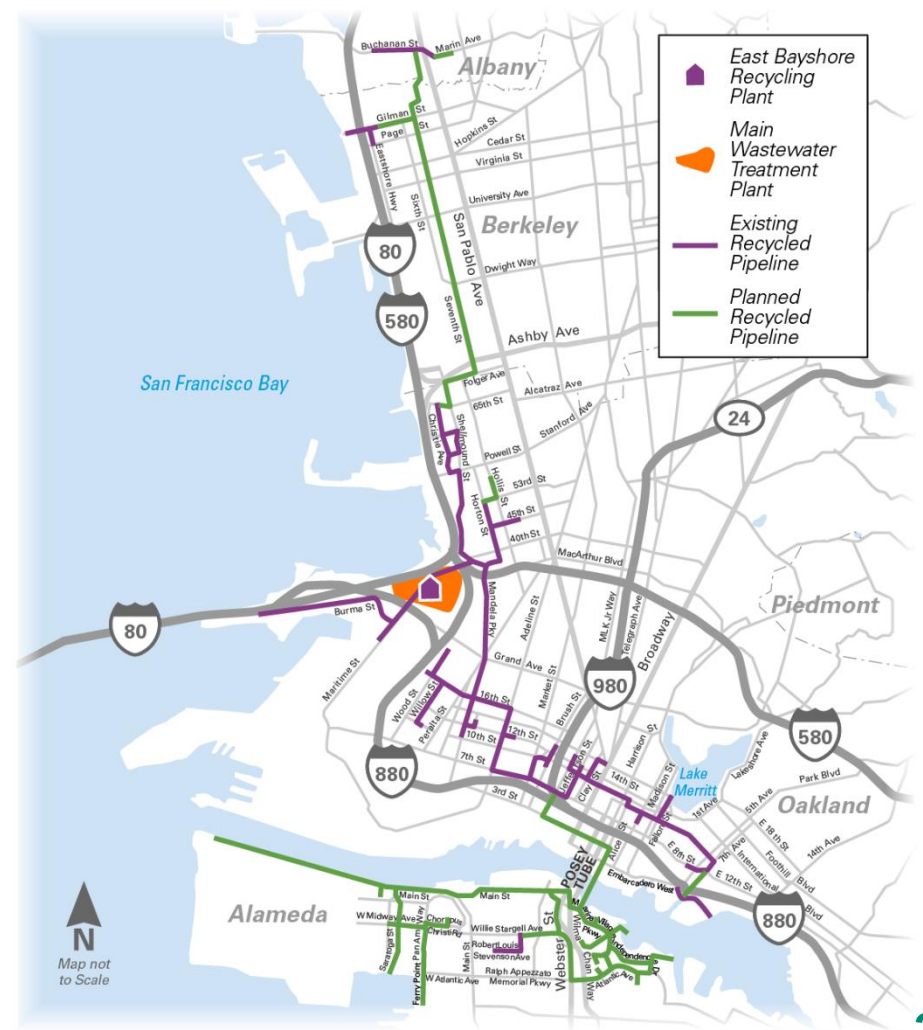 Buchanan St
Marin Ave
Albany
Gilman St
Page St
Hopkins St
Cedar St
Virginia St
Eastshore Hwy
Sixth St
University Ave
San Pablo Ave
Berkeley
80
Dwight Way
580
Seventh St
Ashby Ave
San Francisco Bay
Folger Ave
Alcatraz Ave
65th St
Stanford Ave
Christie Ave
Shellmound St
Powell St
24
Hollis St
53rd St
Horton St
45th St
40th St
MacArthur Blvd
Mandela Pky
Adeline St
MLK Jr. Way
Telegraph Ave
Broadway
Piedmont
Burma St
80
Maritime St
Grand Ave
Market St
980
Wood St
Willow St
Peralta St
16th St
Brush St
12th St
10th St
7th St
Harrison St
580
880
3rd St
Jefferson St
Clay St
14th St
Madison St
Lake
Merritt
Lakeshore Ave
Park Blvd
1st Ave
5th Ave
Oakland
Alice St
Fallon St
E 18th St
14th Ave
E 8th St
7th Ave
Foothill Blvd
E 12th St
International Blvd
Embarcadero West
880
POSEY
TUBE
Main St
Main St
Alameda
W Midway Ave
Pan Am Way
Christi Rd
Willie Stargell Ave
Saratoga St
Main St
Robert Louis
Stevenson Ave
Webster St
Ralph Appezzato
Memorial Pkwy
W Atlantic Ave
Ferry Point
Atlantic Ave
N
Map not
to Scale
East Bayshore
Recycling
Plant
Main
Wastewater
Treatment
Plant
Existing
Recycled
Pipeline
Planned
Recycled
Pipeline